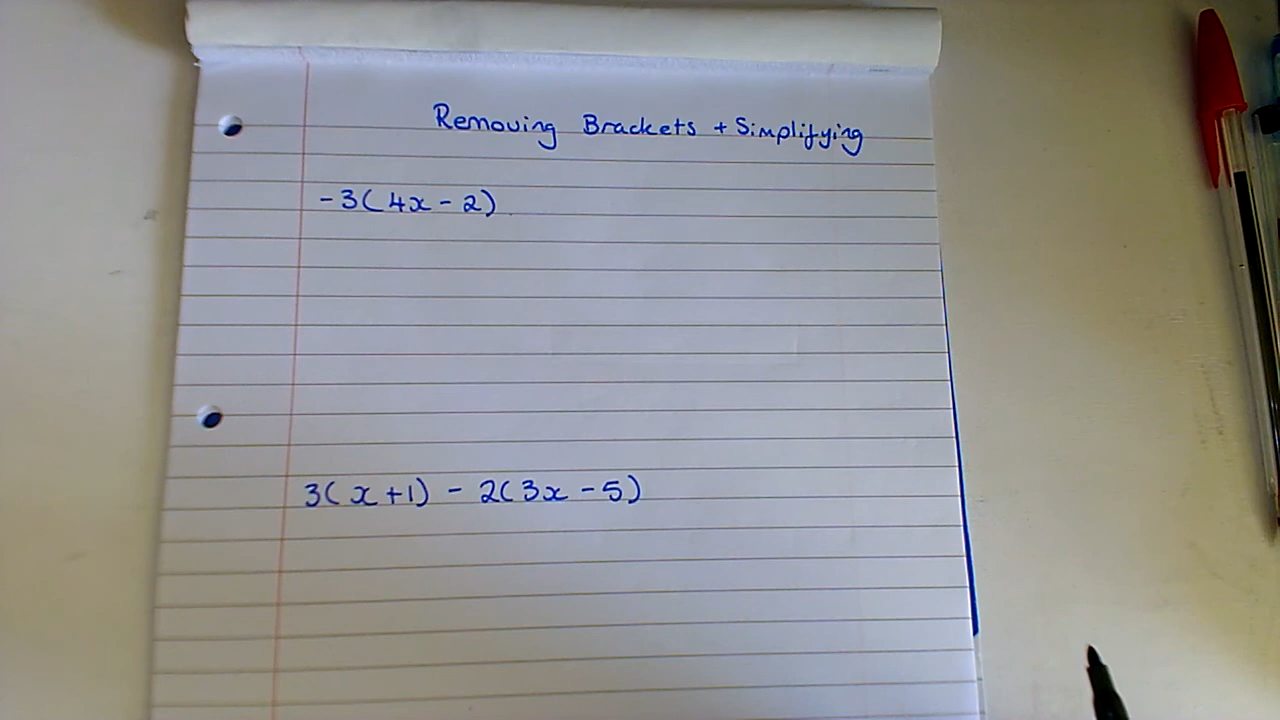 Removing Brackets + Simplifying
-3(4x - 2)
3(x+1) - 2(3x - 5)